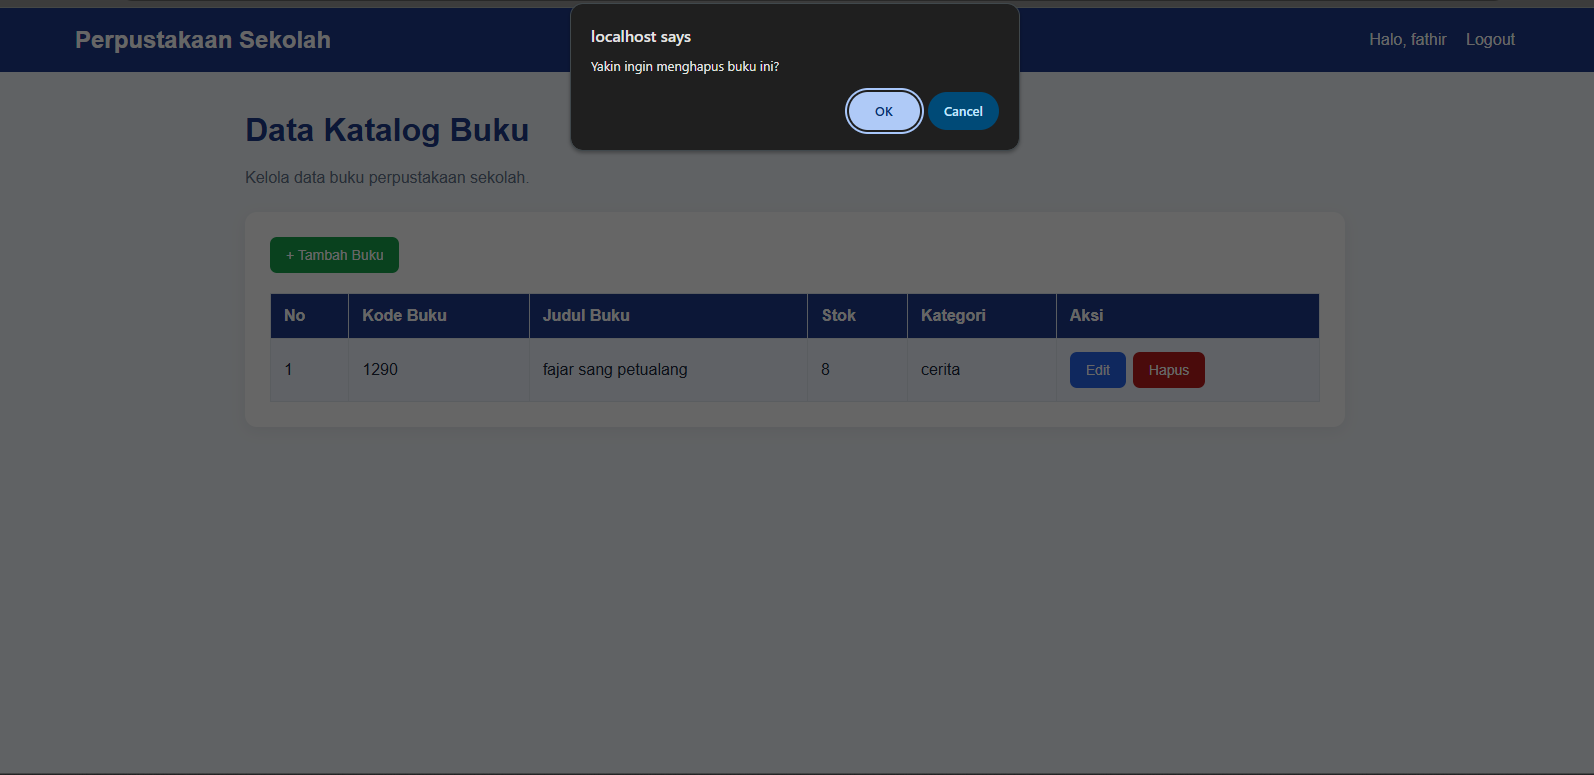 Perpustakaan Sekolah
Halo, fathir Logout
localhost says
Yakin ingin menghapus buku ini?
OK Cancel
Data Katalog Buku
Kelola data buku perpustakaan sekolah.
+ Tambah Buku
No Kode Buku Judul Buku Stok Kategori Aksi
1 1290 fajar sang petualang 8 cerita Edit Hapus